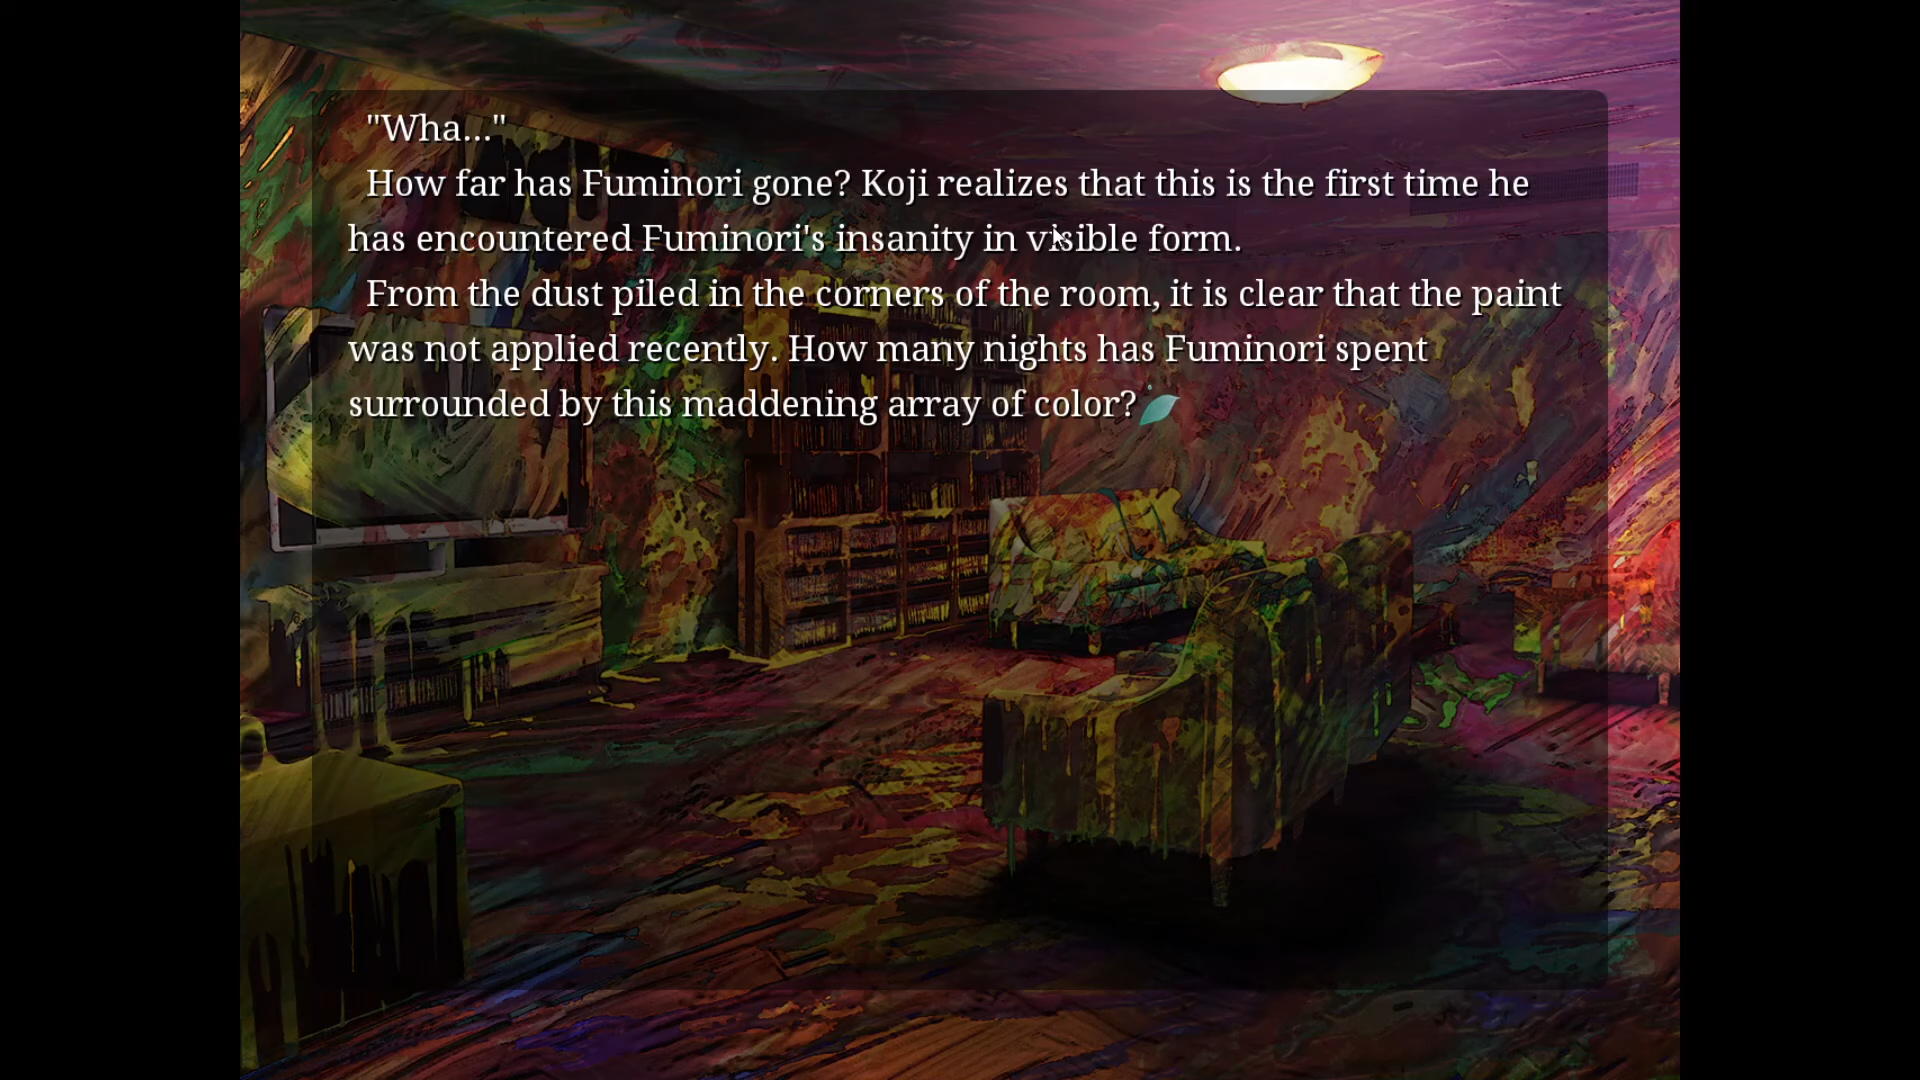 "Wha..."
How far has Fuminori gone? Koji realizes that this is the first time he
has encountered Fuminori's insanity in visible form.
From the dust piled in the corners of the room, it is clear that the paint
was not applied recently. How many nights has Fuminori spent
surrounded by this maddening array of color?